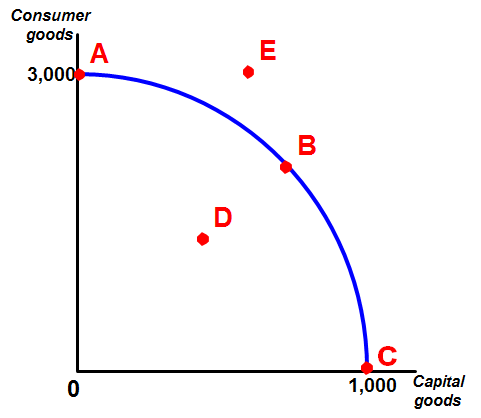 Consumer
goods
A
E
3,000
B
D
C
0
1,000
Capital
goods